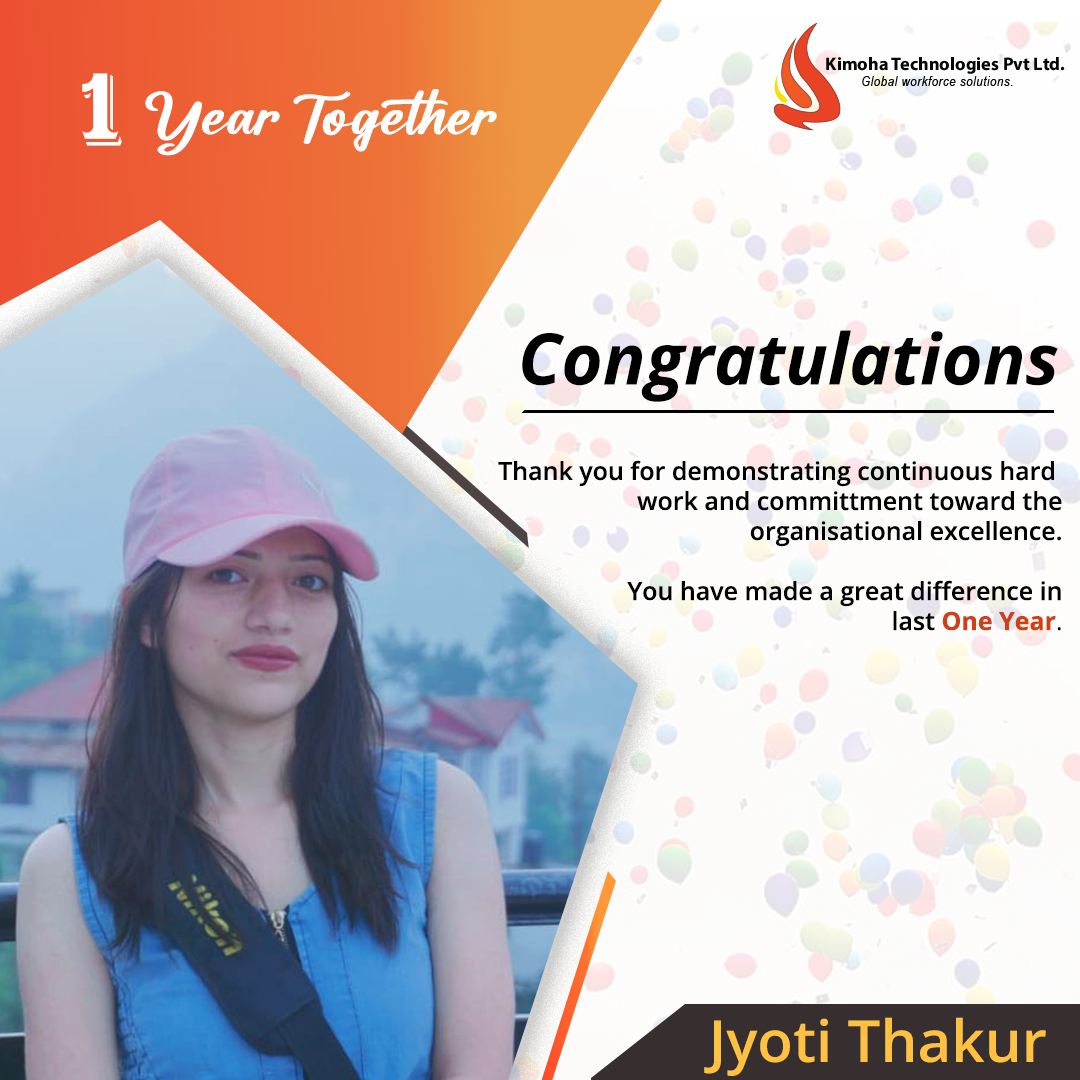 1 Year Together
Kimoha Technologies Pvt Ltd.
Global workforce solutions.
Congratulations
Thank you for demonstrating continuous hard
work and committment toward the
organisational excellence.
You have made a great difference in
last One Year.
Nikon
Jyoti Thakur